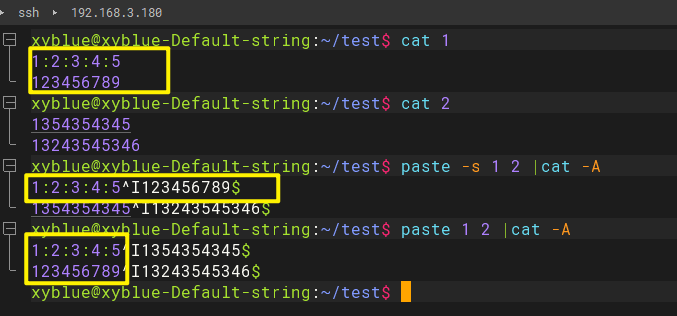 ssh 192.168.3.180
xyblue@xyblue-Default-string:~/test$ cat 1
1:2:3:4:5
123456789
xyblue@xyblue-Default-string:~/test$ cat 2
1354354345
13243545346
xyblue@xyblue-Default-string:~/test$ paste -s 1 2 |cat -A
1:2:3:4:5^I123456789$
1354354345^I13243545346$
xyblue@xyblue-Default-string:~/test$ paste 1 2 |cat -A
1:2:3:4:5^I1354354345$
123456789^I13243545346$
xyblue@xyblue-Default-string:~/test$